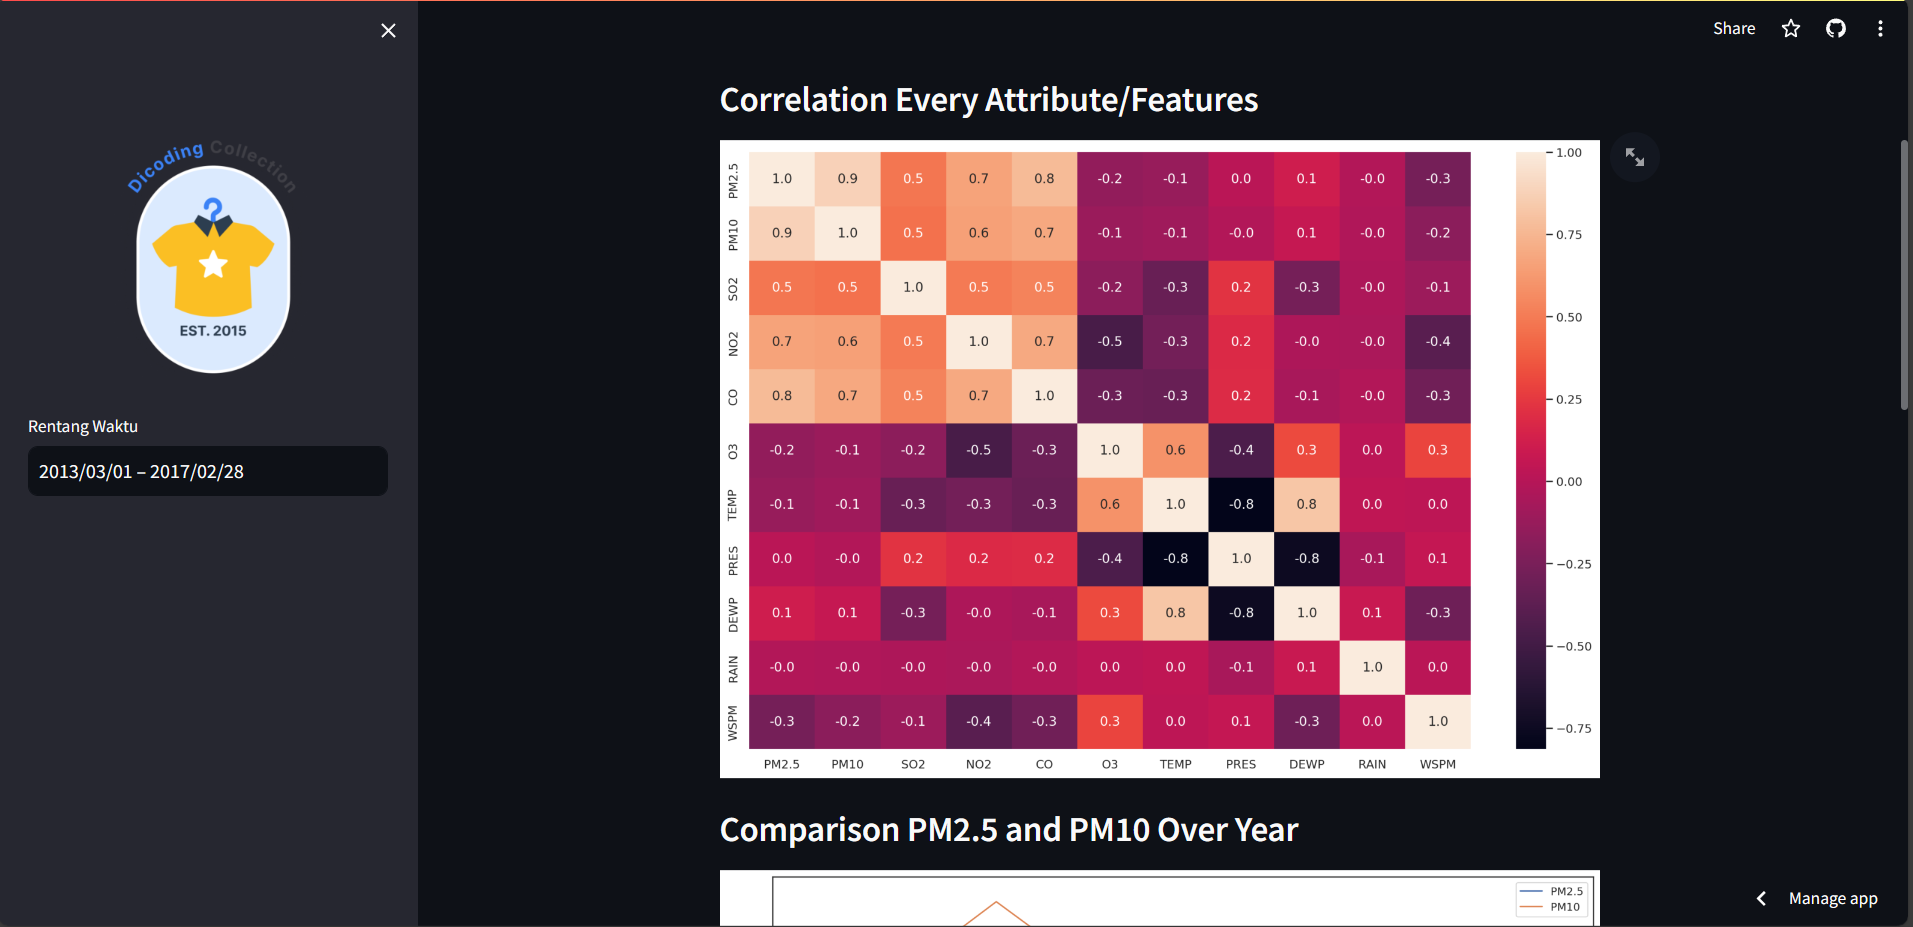 Share
Dicoding Collection
EST. 2015
Rentang Waktu
2013/03/01 – 2017/02/28
Correlation Every Attribute/Features
PM2.5 1.0 0.9 0.5 0.7 0.8 -0.2 -0.1 0.0 0.1 -0.0 -0.3
PM10 0.9 1.0 0.5 0.6 0.7 -0.1 -0.1 -0.0 0.1 -0.0 -0.2
SO2 0.5 0.5 1.0 0.5 0.5 -0.2 -0.3 0.2 -0.3 -0.0 -0.1
NO2 0.7 0.6 0.5 1.0 0.7 -0.5 -0.3 0.2 -0.0 -0.0 -0.4
CO 0.8 0.7 0.5 0.7 1.0 -0.3 -0.3 0.2 -0.1 -0.0 -0.3
O3 -0.2 -0.1 -0.2 -0.5 -0.3 1.0 0.6 -0.4 0.3 0.0 0.3
TEMP -0.1 -0.1 -0.3 -0.3 -0.3 0.6 1.0 -0.8 0.8 0.0 0.0
PRES 0.0 -0.0 0.2 0.2 0.2 -0.4 -0.8 1.0 -0.8 -0.1 0.1
DEWP 0.1 0.1 -0.3 -0.0 -0.1 0.3 0.8 -0.8 1.0 0.1 -0.3
RAIN -0.0 -0.0 -0.0 -0.0 -0.0 0.0 0.0 -0.1 0.1 1.0 0.0
WSPM -0.3 -0.2 -0.1 -0.4 -0.3 0.3 0.0 0.1 -0.3 0.0 1.0
PM2.5 PM10 SO2 NO2 CO O3 TEMP PRES DEWP RAIN WSPM
1.00
0.75
0.50
0.25
0.00
−0.25
−0.50
−0.75
Comparison PM2.5 and PM10 Over Year
PM2.5
PM10
Manage app